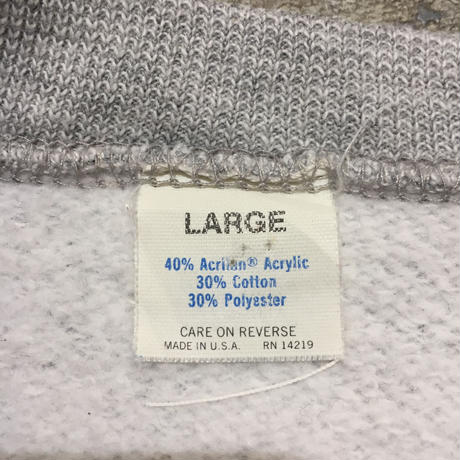 LARGE
40% Acrilan® Acrylic
30% Cotton
30% Polyester
CARE ON REVERSE
MADE IN U.S.A. RN 14219